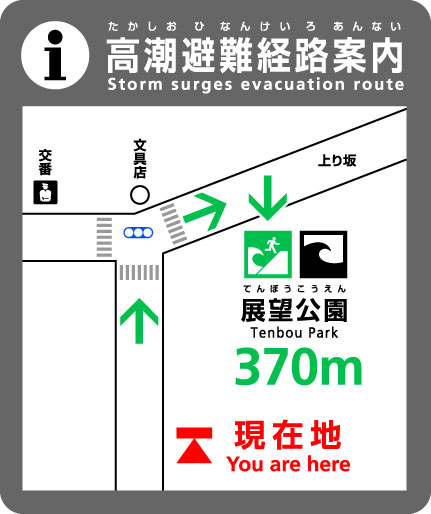 i
たかしお ひ なんけい ろ あんない
高潮避難経路案内
Storm surges evacuation route
交番
文具店
上り坂
てんぼうこうえん
展望公園
Tenbou Park
370m
現在地
You are here